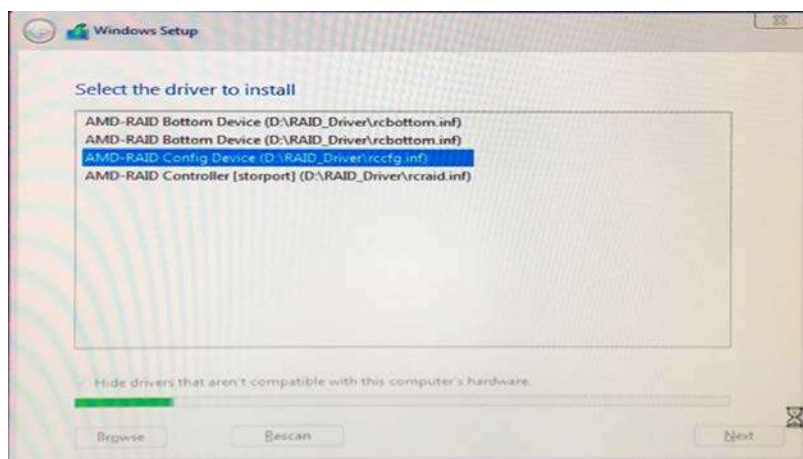 Windows Setup
Select the driver to install
AMD-RAID Bottom Device (D:\RAID_Driver\rcbottom.inf)
AMD-RAID Bottom Device (D:\RAID_Driver\rcbottom.inf)
AMD-RAID Config Device (D:\RAID_Driver\rccfg.inf)
AMD-RAID Controller [storport] (D:\RAID_Driver\rcraid.inf)
Hide drivers that aren't compatible with this computer's hardware.
Browse Rescan Next